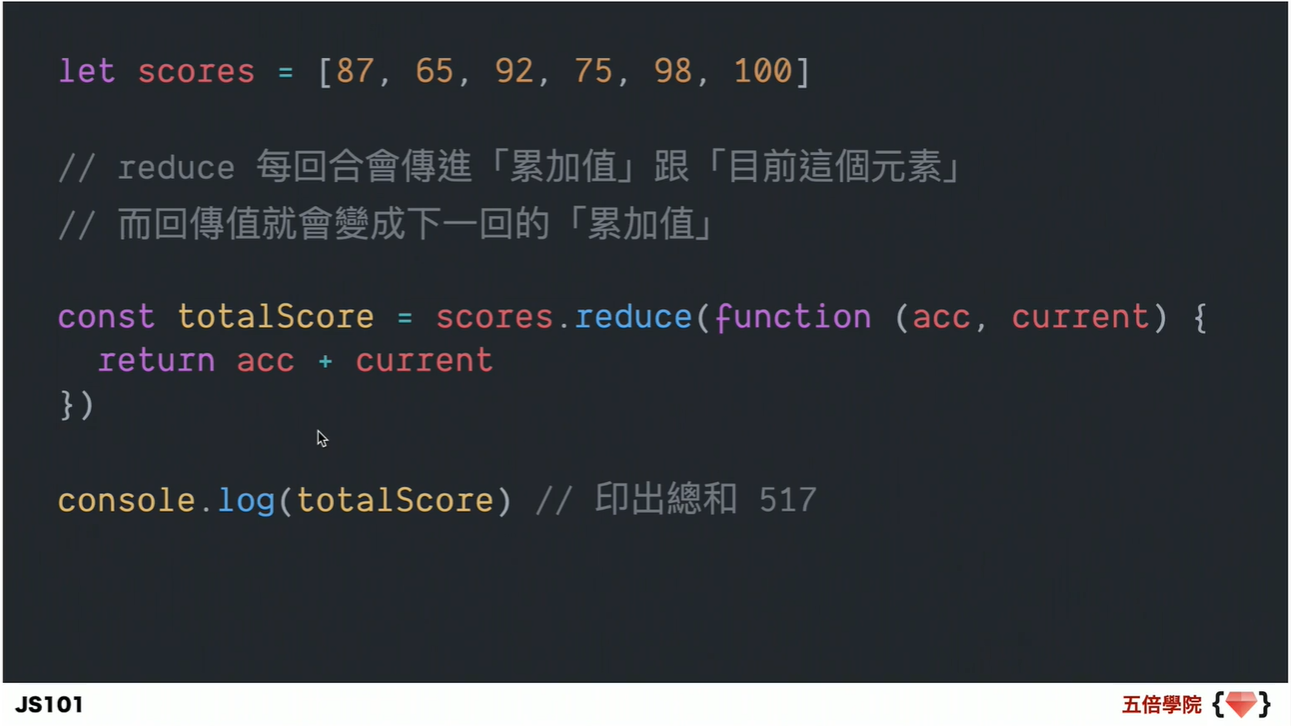 let scores = [87, 65, 92, 75, 98, 100]
// reduce 每回合會傳進「累加值」跟「目前這個元素」
// 而回傳值就會變成下一回的「累加值」
const totalScore = scores.reduce(function (acc, current) {
  return acc + current
})
console.log(totalScore) // 印出總和 517
JS101
五倍學院 { }